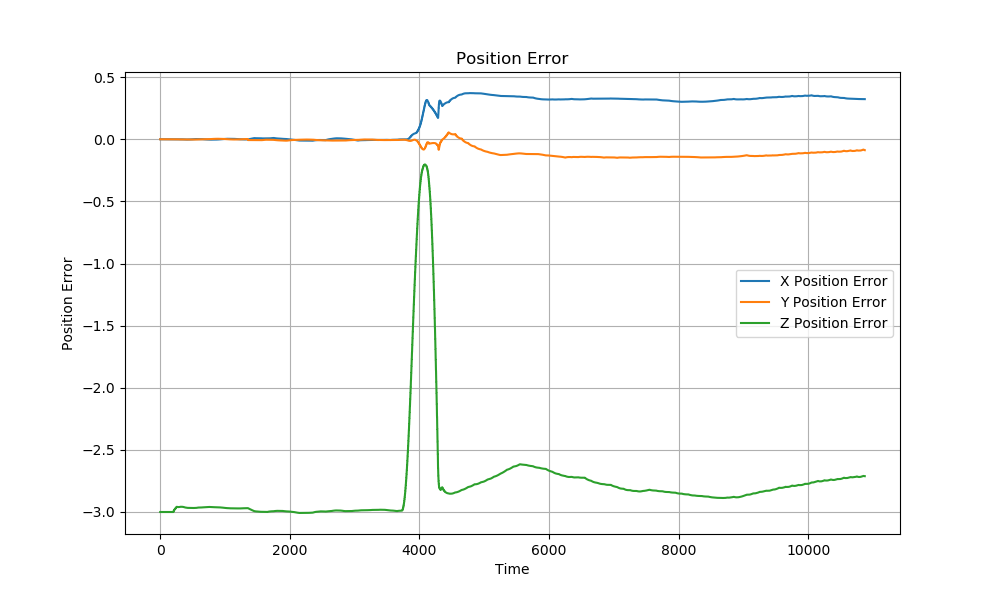 Position Error
0.5
0.0
−0.5
−1.0
−1.5
−2.0
−2.5
−3.0
Position Error
X Position Error
Y Position Error
Z Position Error
0
2000
4000
6000
8000
10000
Time